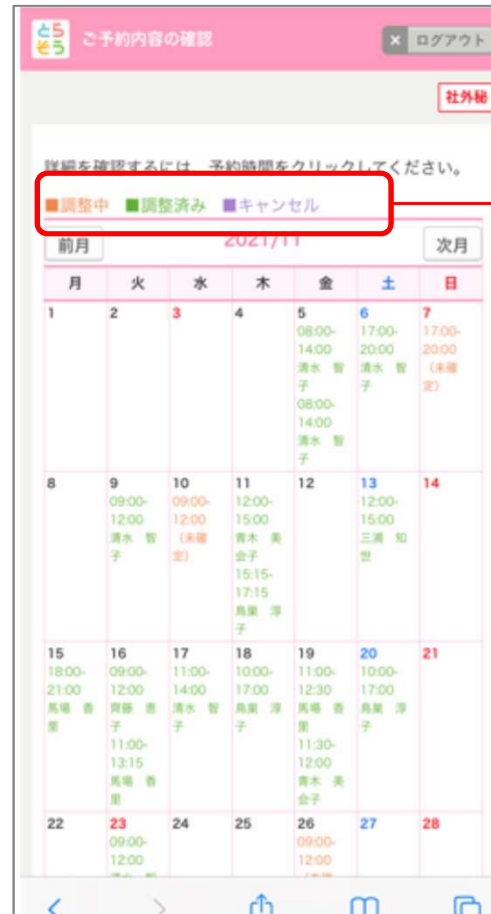 とら
そう
ご予約内容の確認
× ログアウト
社外秘
詳細を確認するには、予約時間をクリックしてください。
■調整中 ■調整済み ■キャンセル
前月
2021/11
次月
月 火 水 木 金 土 日
1 2 3 4 5 6 7
08:00-
14:00
清水 智
子
08:00-
14:00
清水 智
子
17:00-
20:00
清水 智
子
17:00-
20:00
(未確
定)
8 9 10 11 12 13 14
09:00-
12:00
清水 智
子
09:00-
12:00
(未確
定)
12:00-
15:00
青木 美
会子
15:15-
17:15
鳥巣 淳
子
12:00-
15:00
三浦 知
世
15 16 17 18 19 20 21
18:00-
21:00
馬場 香
里
09:00-
12:00
齊藤 恵
子
11:00-
13:15
馬場 香
里
11:00-
14:00
清水 智
子
10:00-
17:00
鳥巣 淳
子
11:00-
12:30
馬場 香
里
11:30-
12:00
青木 美
会子
10:00-
17:00
鳥巣 淳
子
22 23 24 25 26 27 28
09:00-
12:00
09:00-
12:00